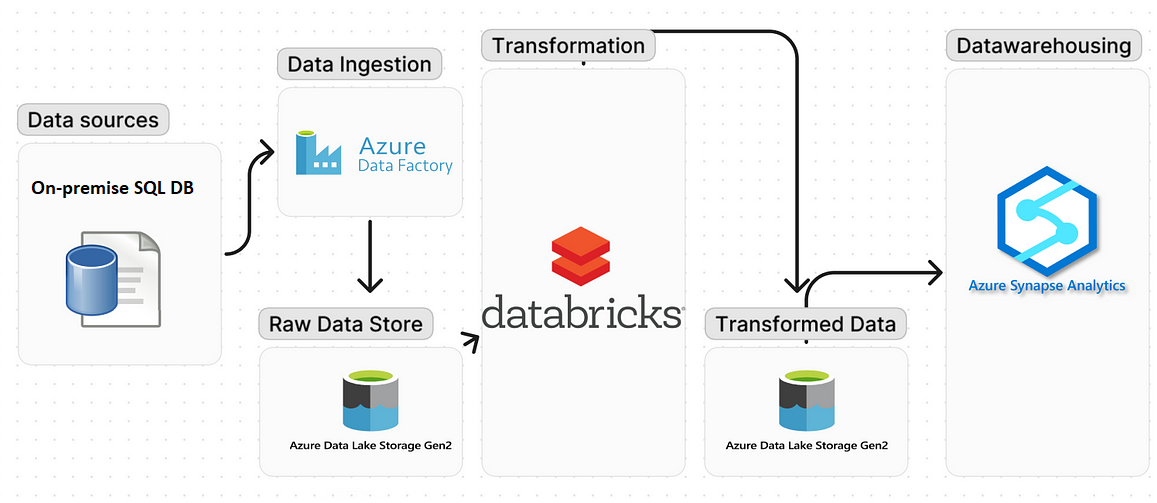 Data sources
On-premise SQL DB
Data Ingestion
Azure
Data Factory
Raw Data Store
Azure Data Lake Storage Gen2
Transformation
databricks
Transformed Data
Azure Data Lake Storage Gen2
Datawarehousing
Azure Synapse Analytics